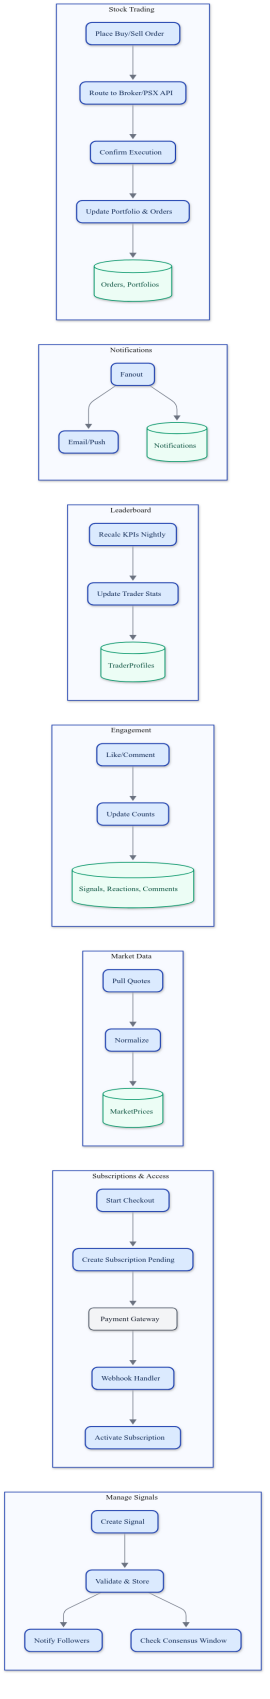 Stock Trading
Place Buy/Sell Order
Route to Broker/PSX API
Confirm Execution
Update Portfolio & Orders
Orders, Portfolios
Notifications
Fanout
Email/Push
Notifications
Leaderboard
Recalc KPIs Nightly
Update Trader Stats
TraderProfiles
Engagement
Like/Comment
Update Counts
Signals, Reactions, Comments
Market Data
Pull Quotes
Normalize
MarketPrices
Subscriptions & Access
Start Checkout
Create Subscription Pending
Payment Gateway
Webhook Handler
Activate Subscription
Manage Signals
Create Signal
Validate & Store
Notify Followers
Check Consensus Window